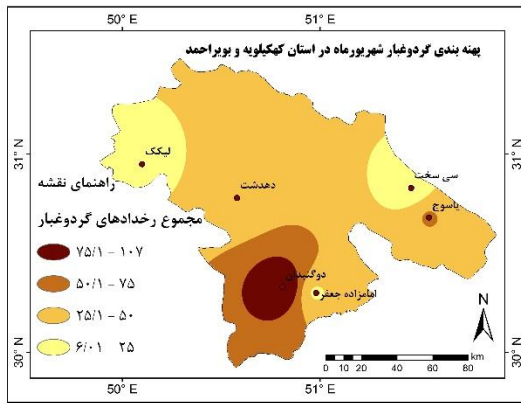 50° E 51° E
پهنه بندی گردوغبار شهریورماه در استان کهکیلویه و بویراحمد
31° N 31° N
لیکک
سی سخت
دهدشت
یاسوج
راهنمای نقشه
مجموع رخدادهای گردوغبار
۷۵/۱ – ۱۰۷
۵۰/۱ – ۷۵
۲۵/۱ – ۵۰
۶/۰۱ – ۲۵
دوگنبدان
امامزاده جعفر
N
30° N 30° N
km
0 10 20 40 60 80
50° E 51° E